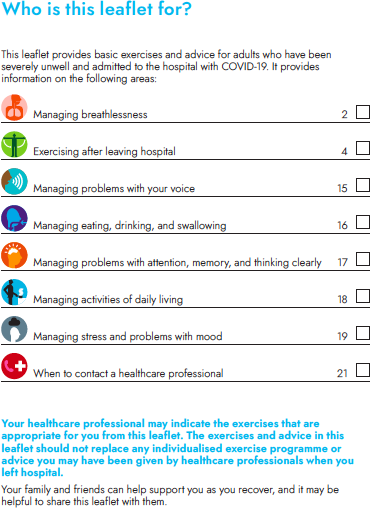 Who is this leaflet for?
This leaflet provides basic exercises and advice for adults who have been
severely unwell and admitted to the hospital with COVID-19. It provides
information on the following areas:
Managing breathlessness 2
Exercising after leaving hospital 4
Managing problems with your voice 15
Managing eating, drinking, and swallowing 16
Managing problems with attention, memory, and thinking clearly 17
Managing activities of daily living 18
Managing stress and problems with mood 19
When to contact a healthcare professional 21
Your healthcare professional may indicate the exercises that are
appropriate for you from this leaflet. The exercises and advice in this
leaflet should not replace any individualised exercise programme or
advice you may have been given by healthcare professionals when you
left hospital.
Your family and friends can help support you as you recover, and it may be
helpful to share this leaflet with them.